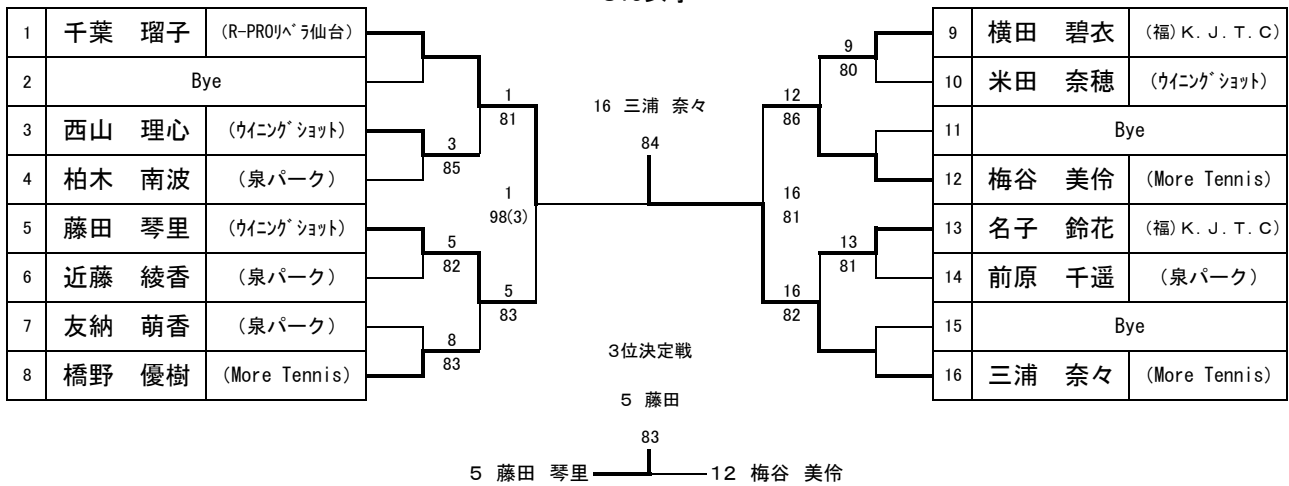 1 千葉 瑠子 (R-PROリベラ仙台)
2 Bye
3 西山 理心 (ウイニングショット)
4 柏木 南波 (泉パーク)
5 藤田 琴里 (ウイニングショット)
6 近藤 綾香 (泉パーク)
7 友納 萌香 (泉パーク)
8 橋野 優樹 (More Tennis)
1
81
3
85
1
98(3)
5
82
5
83
8
83
16 三浦 奈々
84
3位決定戦
5 藤田
83
5 藤田 琴里 12 梅谷 美伶
9
80
12
86
16
81
13
81
16
82
9 横田 碧衣 (福)K.J.T.C
10 米田 奈穂 (ウイニングショット)
11 Bye
12 梅谷 美伶 (More Tennis)
13 名子 鈴花 (福)K.J.T.C
14 前原 千遥 (泉パーク)
15 Bye
16 三浦 奈々 (More Tennis)